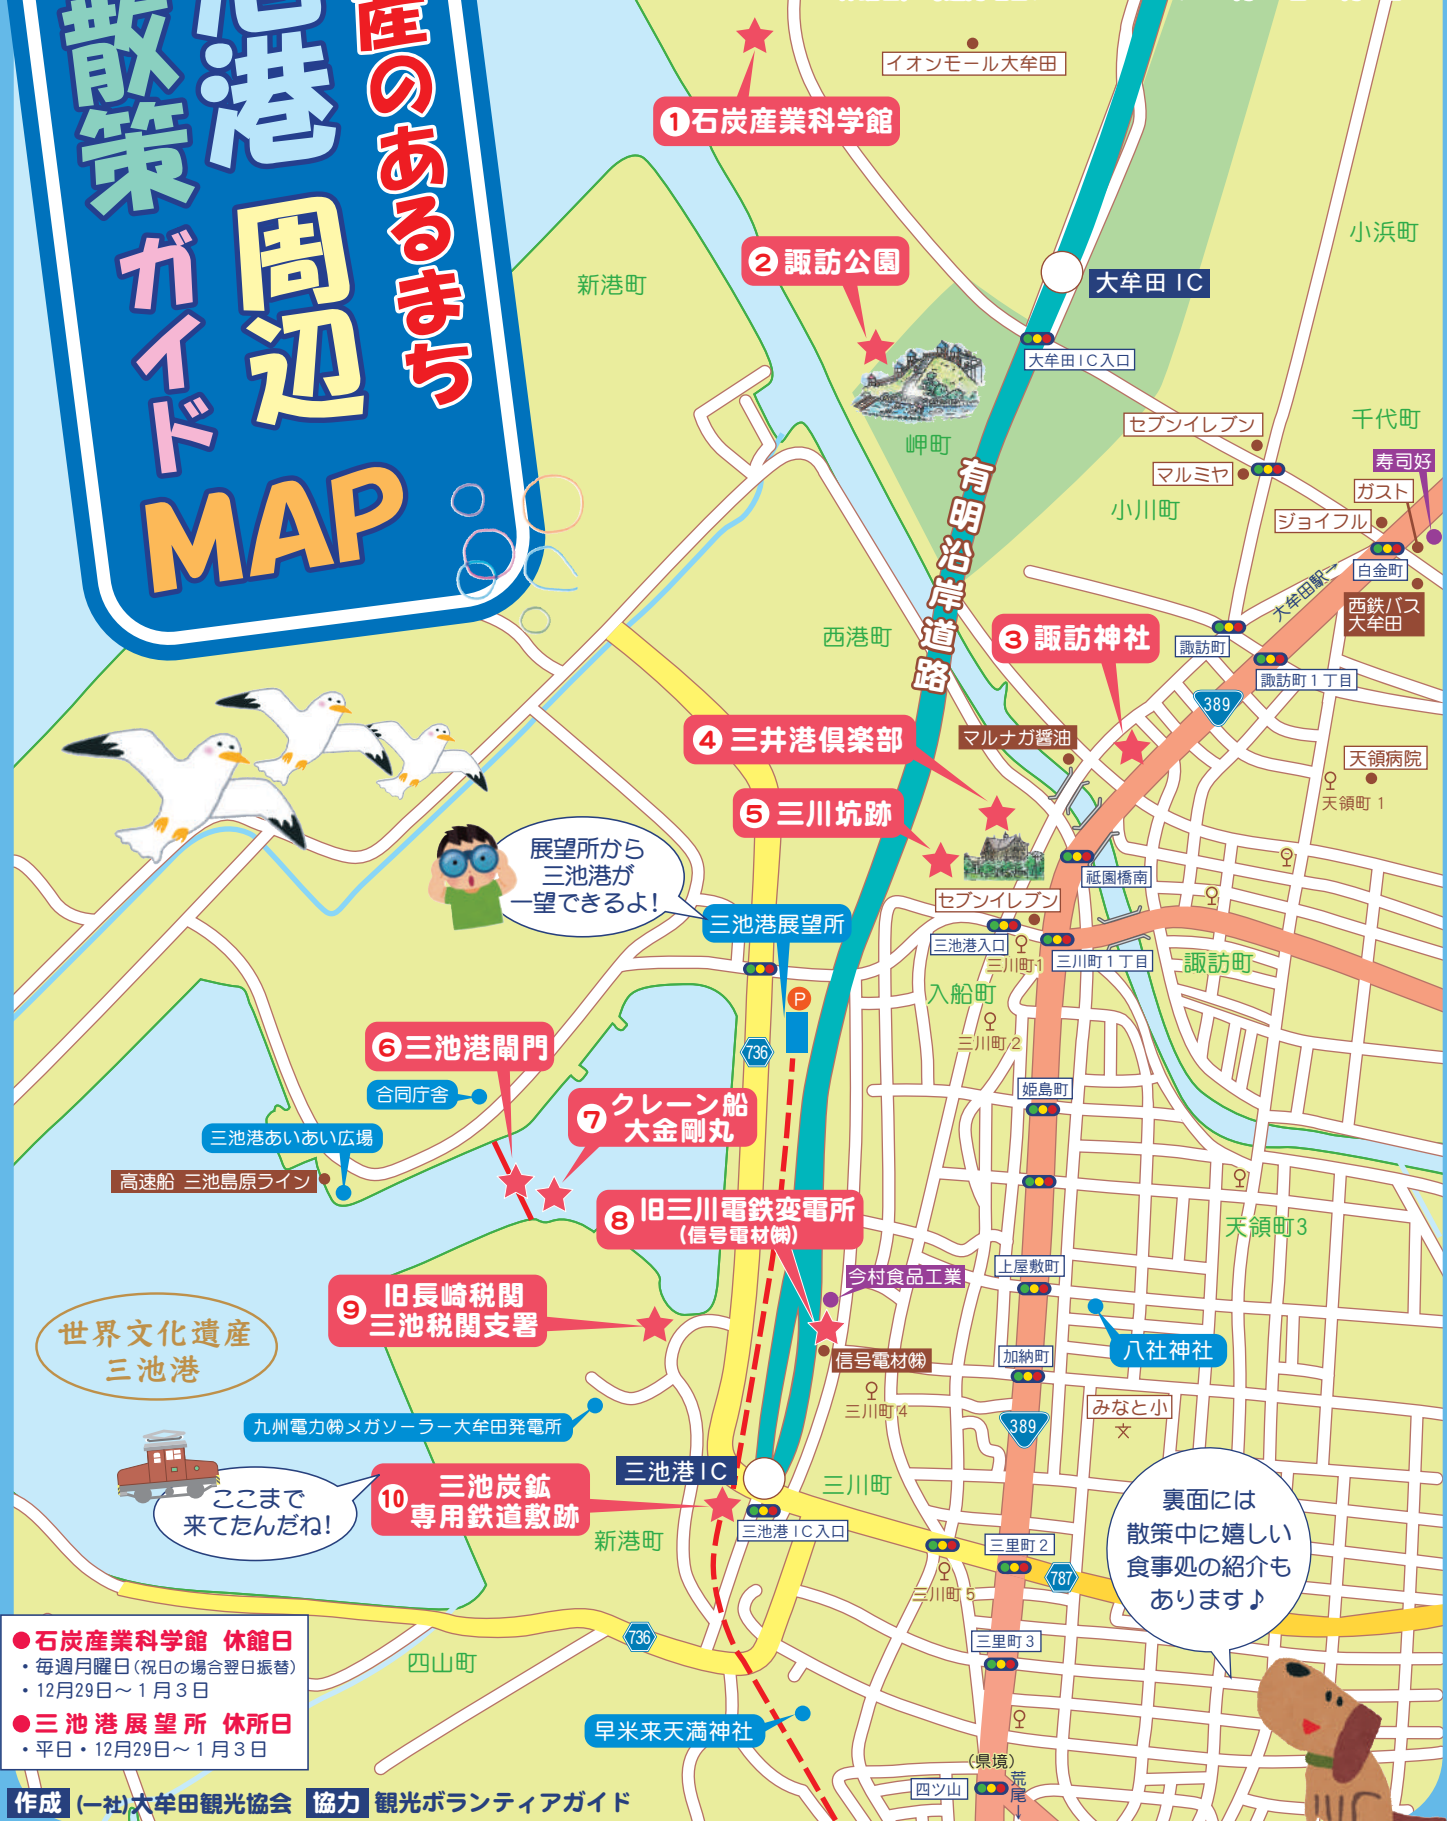 産のあるまち
港
周辺
散策
ガイド
MAP
①石炭産業科学館
イオンモール大牟田
小浜町
新港町
②諏訪公園
大牟田IC
大牟田IC入口
岬町
セブンイレブン
マルミヤ
千代町
寿司好
ガスト
ジョイフル
小川町
白金町
大牟田駅→
西鉄バス
大牟田
有明沿岸道路
西港町
③諏訪神社
諏訪町
諏訪町1丁目
389
④三井港倶楽部
マルナガ醤油
天領病院
天領町1
⑤三川坑跡
展望所から
三池港が
一望できるよ!
祗園橋南
セブンイレブン
三池港展望所
三池港入口
三川町1
三川町1丁目
諏訪町
入船町
P
三川町2
736
⑥三池港閘門
合同庁舎
⑦クレーン船
大金剛丸
姫島町
三池港あいあい広場
高速船 三池島原ライン
⑧旧三川電鉄変電所
(信号電材㈱)
天領町3
上屋敷町
今村食品工業
⑨旧長崎税関
三池税関支署
世界文化遺産
三池港
信号電材㈱
加納町
八社神社
三川町4
みなと小
文
九州電力㈱メガソーラー大牟田発電所
389
三池港IC
三川町
⑩三池炭鉱
専用鉄道敷跡
ここまで
来てたんだね!
新港町
三池港IC入口
三里町2
787
三川町5
裏面には
散策中に嬉しい
食事処の紹介も
あります♪
736
三里町3
四山町
●石炭産業科学館 休館日
・毎週月曜日(祝日の場合翌日振替)
・12月29日～1月3日
●三池港展望所 休所日
・平日・12月29日～1月3日
早米来天満神社
(県境)
四ツ山
荒尾↓
作成 (一社)大牟田観光協会 協力 観光ボランティアガイド